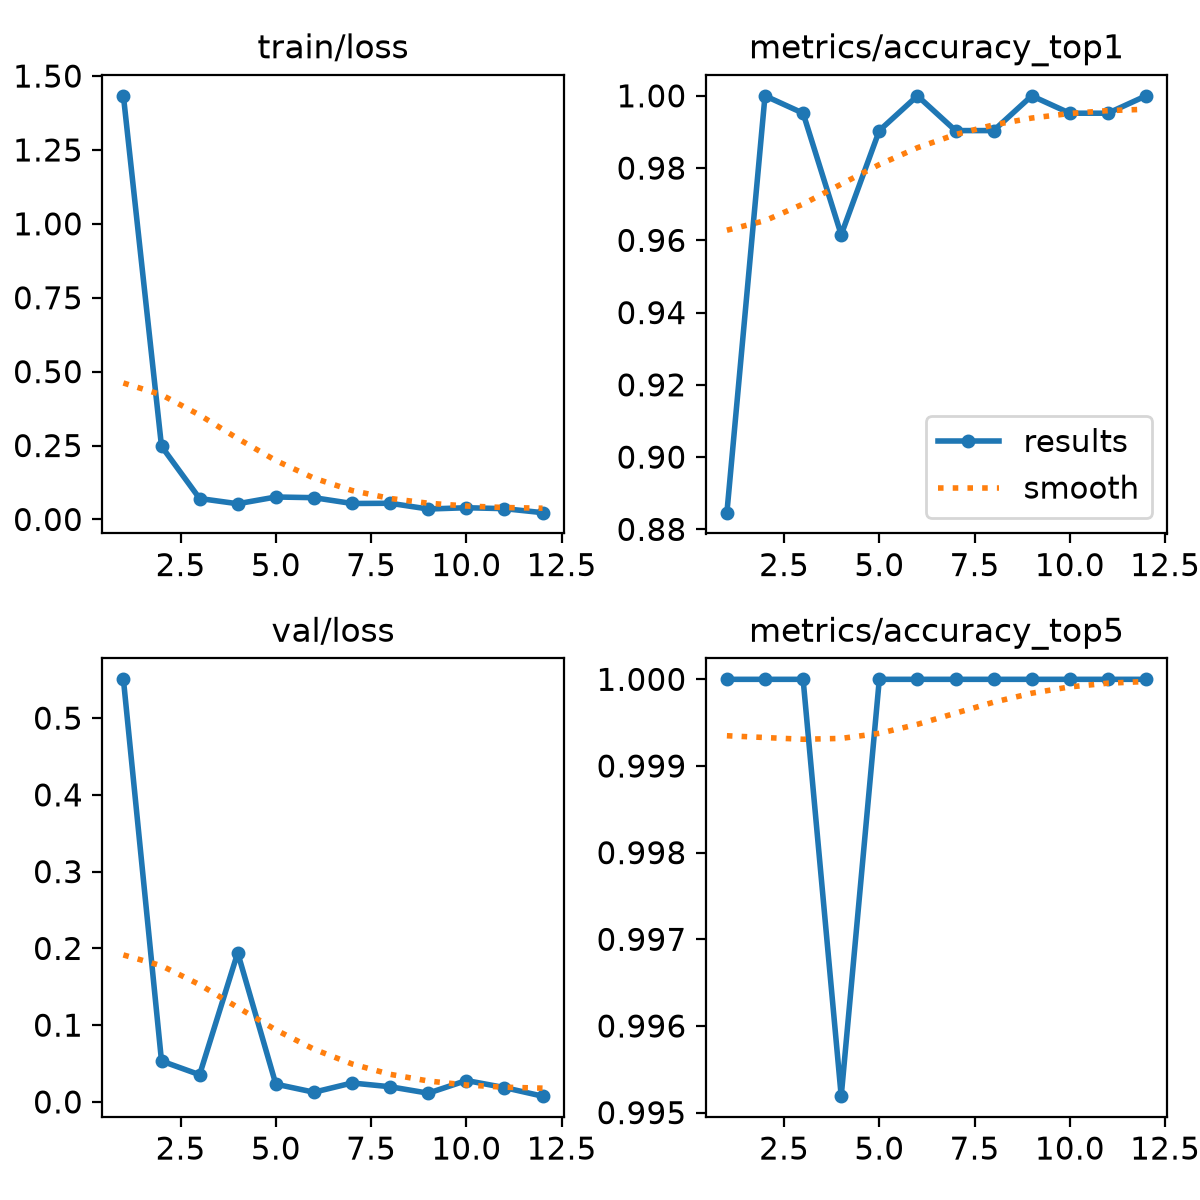 train/loss
1.50
1.25
1.00
0.75
0.50
0.25
0.00
2.5 5.0 7.5 10.0 12.5
metrics/accuracy_top1
1.00
0.98
0.96
0.94
0.92
0.90
0.88
results
smooth
2.5 5.0 7.5 10.0 12.5
val/loss
0.5
0.4
0.3
0.2
0.1
0.0
2.5 5.0 7.5 10.0 12.5
metrics/accuracy_top5
1.000
0.999
0.998
0.997
0.996
0.995
2.5 5.0 7.5 10.0 12.5